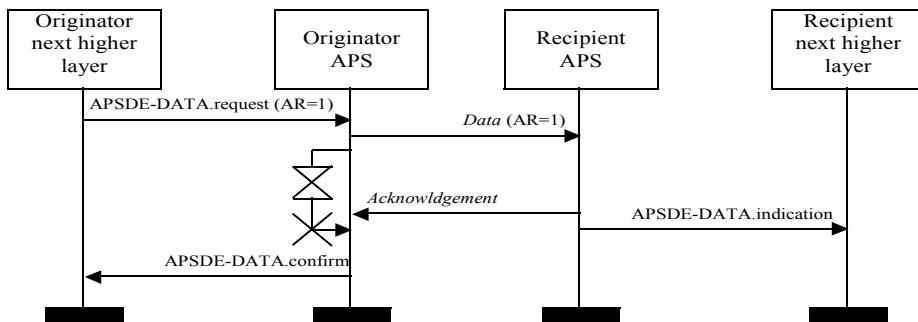 Originator
next higher
layer
Originator
APS
Recipient
APS
Recipient next
higher
layer
APSDE-DATA.request (AR=1)
Data (AR=1)
Acknowldgement
APSDE-DATA.indication
APSDE-DATA.confirm